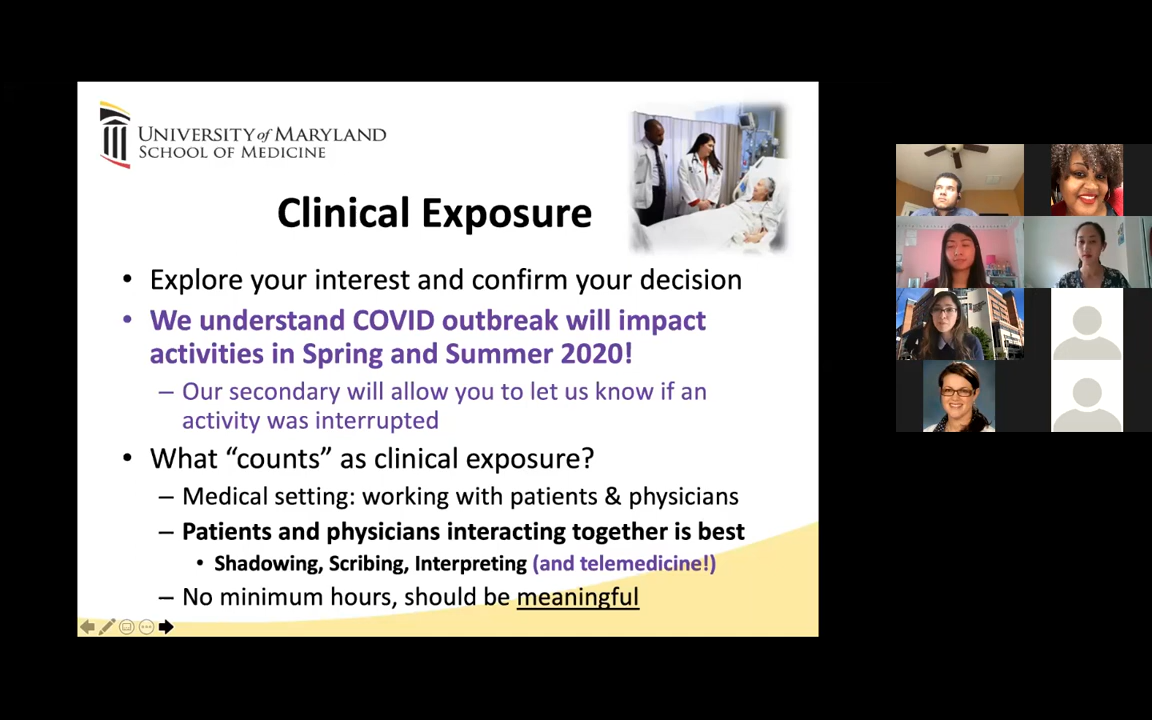 UNIVERSITY of MARYLAND
SCHOOL OF MEDICINE
Clinical Exposure
• Explore your interest and confirm your decision
• We understand COVID outbreak will impact
activities in Spring and Summer 2020!
– Our secondary will allow you to let us know if an
activity was interrupted
• What “counts” as clinical exposure?
– Medical setting: working with patients & physicians
– Patients and physicians interacting together is best
• Shadowing, Scribing, Interpreting (and telemedicine!)
– No minimum hours, should be meaningful